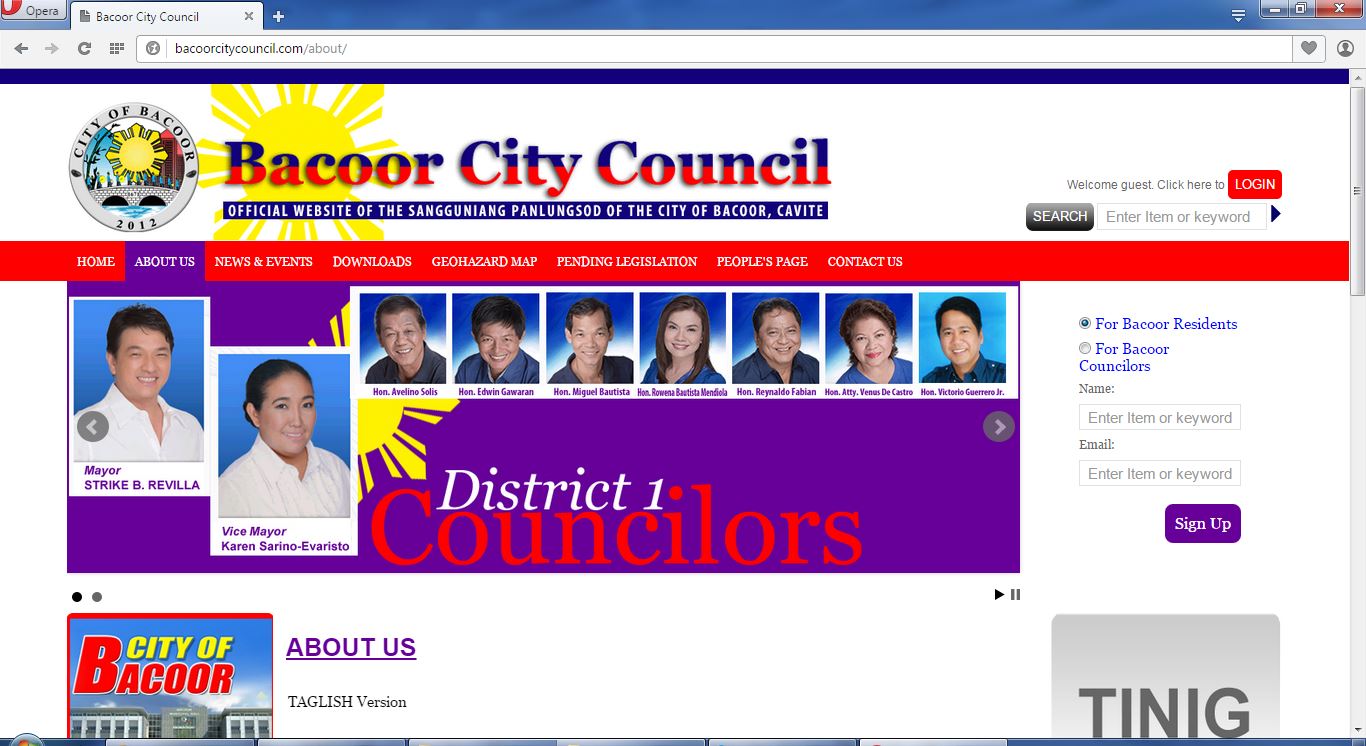 Opera
Bacoor City Council
bacoorcitycouncil.com/about/
CITY OF BACOOR
2012
Bacoor City Council
OFFICIAL WEBSITE OF THE SANGGUNIANG PANLUNGSOD OF THE CITY OF BACOOR, CAVITE
Welcome guest. Click here to LOGIN
SEARCH Enter Item or keyword
HOME ABOUT US NEWS & EVENTS DOWNLOADS GEOHAZARD MAP PENDING LEGISLATION PEOPLE'S PAGE CONTACT US
Hon. Avelino Solis Hon. Edwin Gawaran Hon. Miguel Bautista Hon. Rowena Bautista Mendiola Hon. Reynaldo Fabian Hon. Atty. Venus De Castro Hon. Victorio Guerrero Jr.
Mayor
STRIKE B. REVILLA
Vice Mayor
Karen Sarino-Evaristo
District 1
Councilors
For Bacoor Residents
For Bacoor
Councilors
Name:
Enter Item or keyword
Email:
Enter Item or keyword
Sign Up
CITY OF
BACOOR
ABOUT US
TAGLISH Version
TINIG